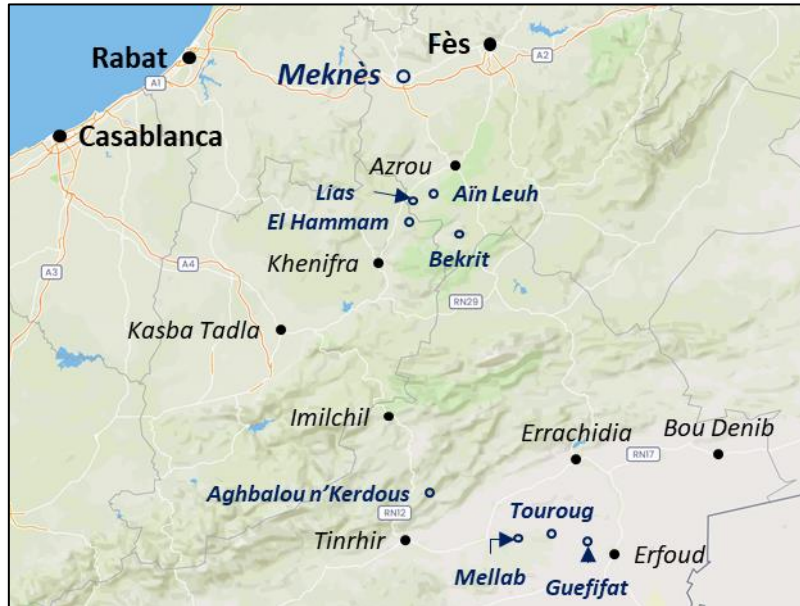 Fès
A2
Rabat
Meknès
A1
Casablanca
Azrou
Lias
Aïn Leuh
El Hammam
Bekrit
Khenifra
A4
A3
RN29
Kasba Tadla
Imilchil
Errachidia
Bou Denib
RN17
Aghbalou n’Kerdous
RN12
Touroug
Tinrhir
Erfoud
Mellab
Guefifat